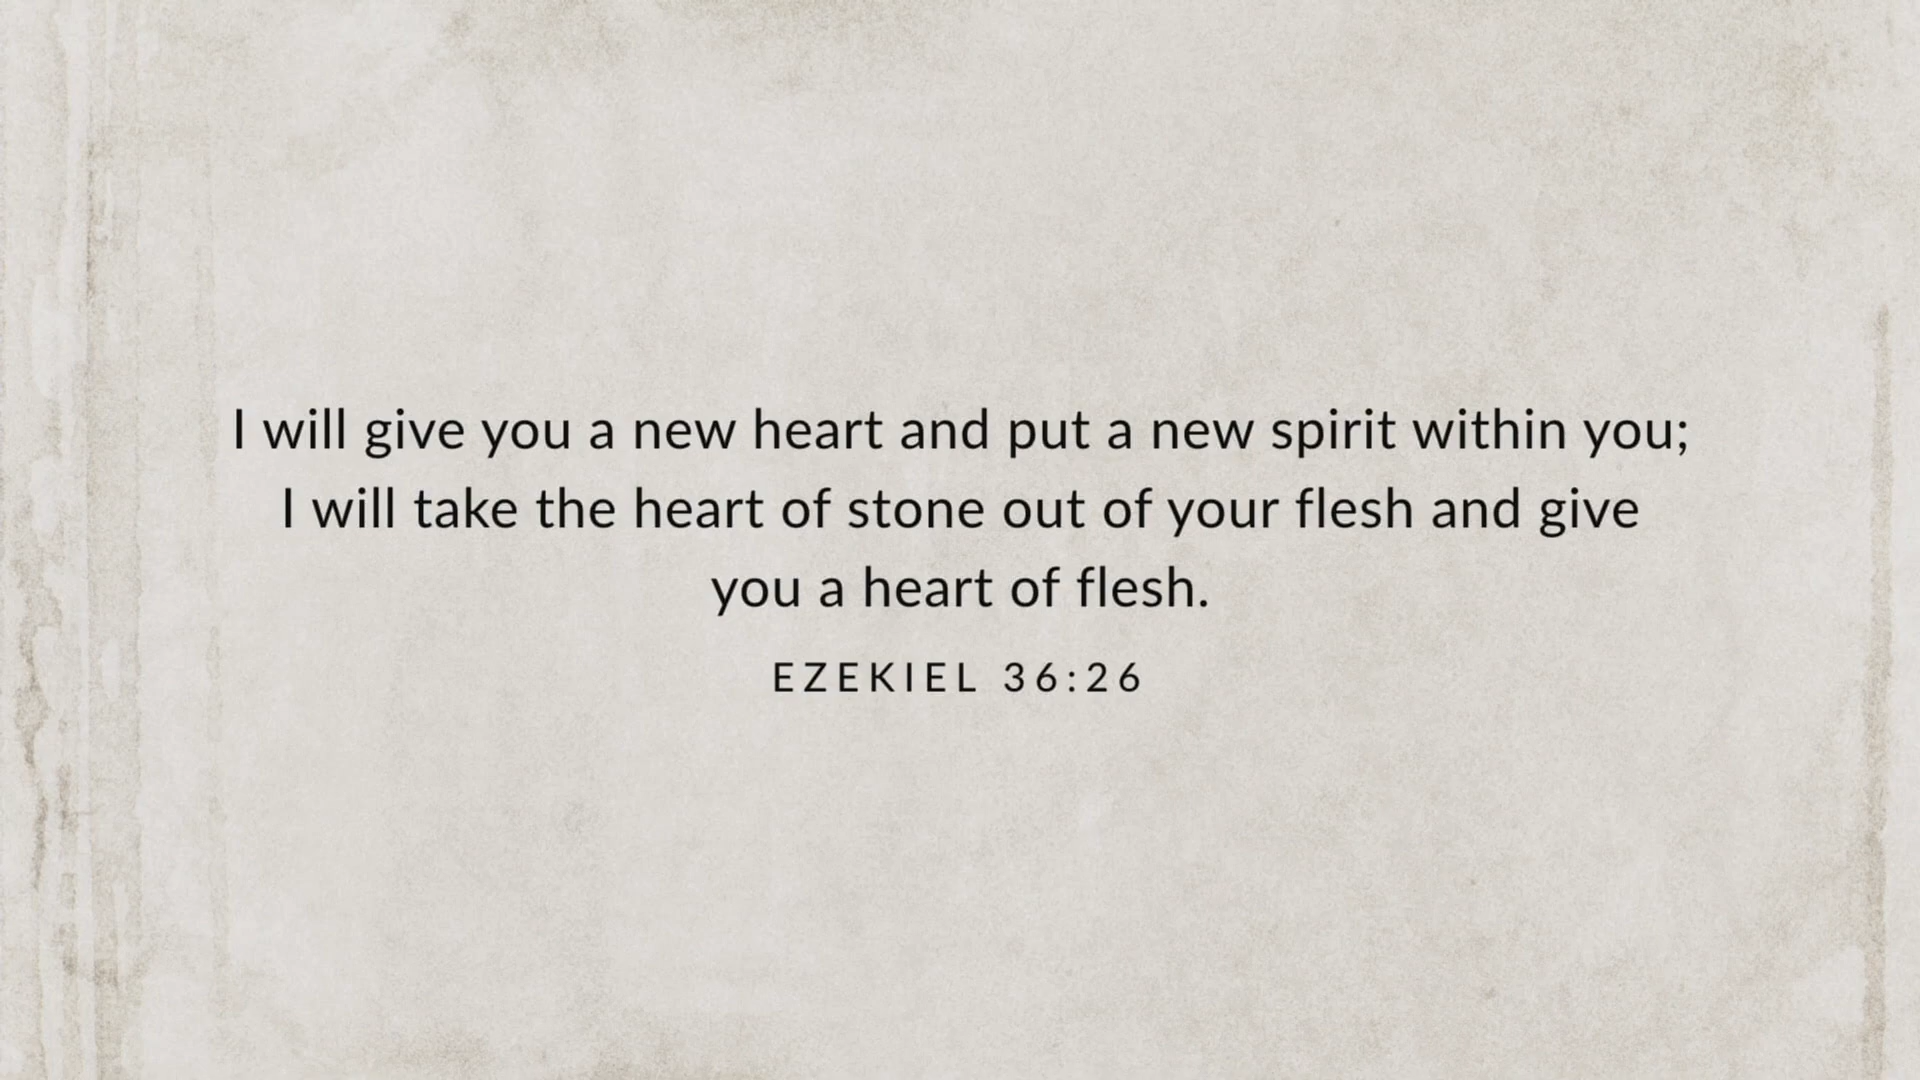 I will give you a new heart and put a new spirit within you;
I will take the heart of stone out of your flesh and give
you a heart of flesh.
EZEKIEL 36:26